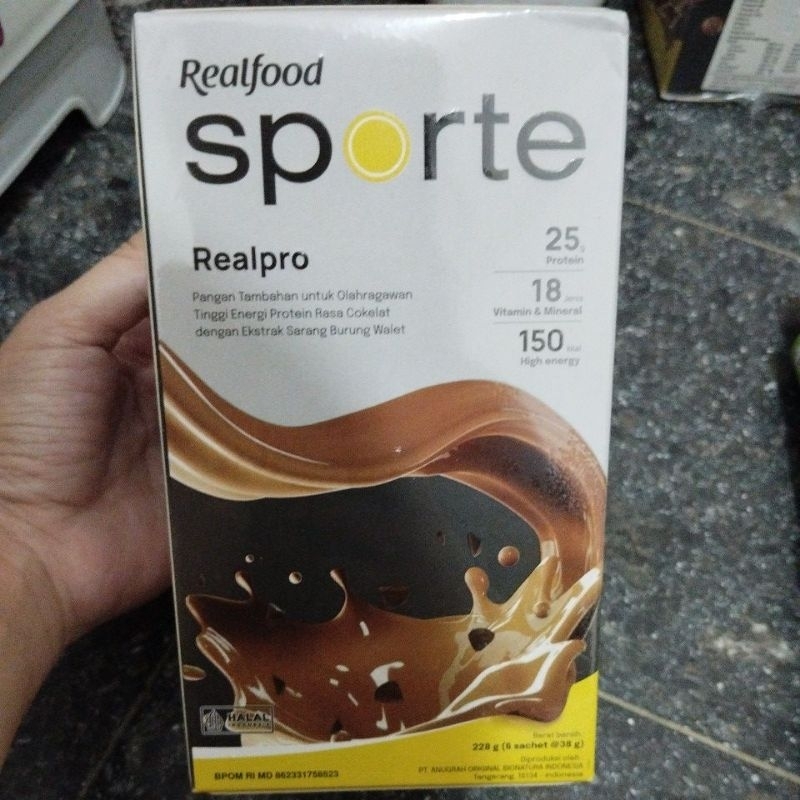 Realfood
sporte
Realpro
Pangan Tambahan untuk Olahragawan
Tinggi Energi Protein Rasa Cokelat
dengan Ekstrak Sarang Burung Walet
25g
Protein
18 Jenis
Vitamin & Mineral
150 kkal
High energy
HALAL
INDONESIA
Berat bersih:
228 g (6 sachet @38 g)
Diproduksi oleh:
PT. ANUGRAH ORIGINAL BIONATURA INDONESIA
Tangerang, 15134 - Indonesia
BPOM RI MD 862331758523